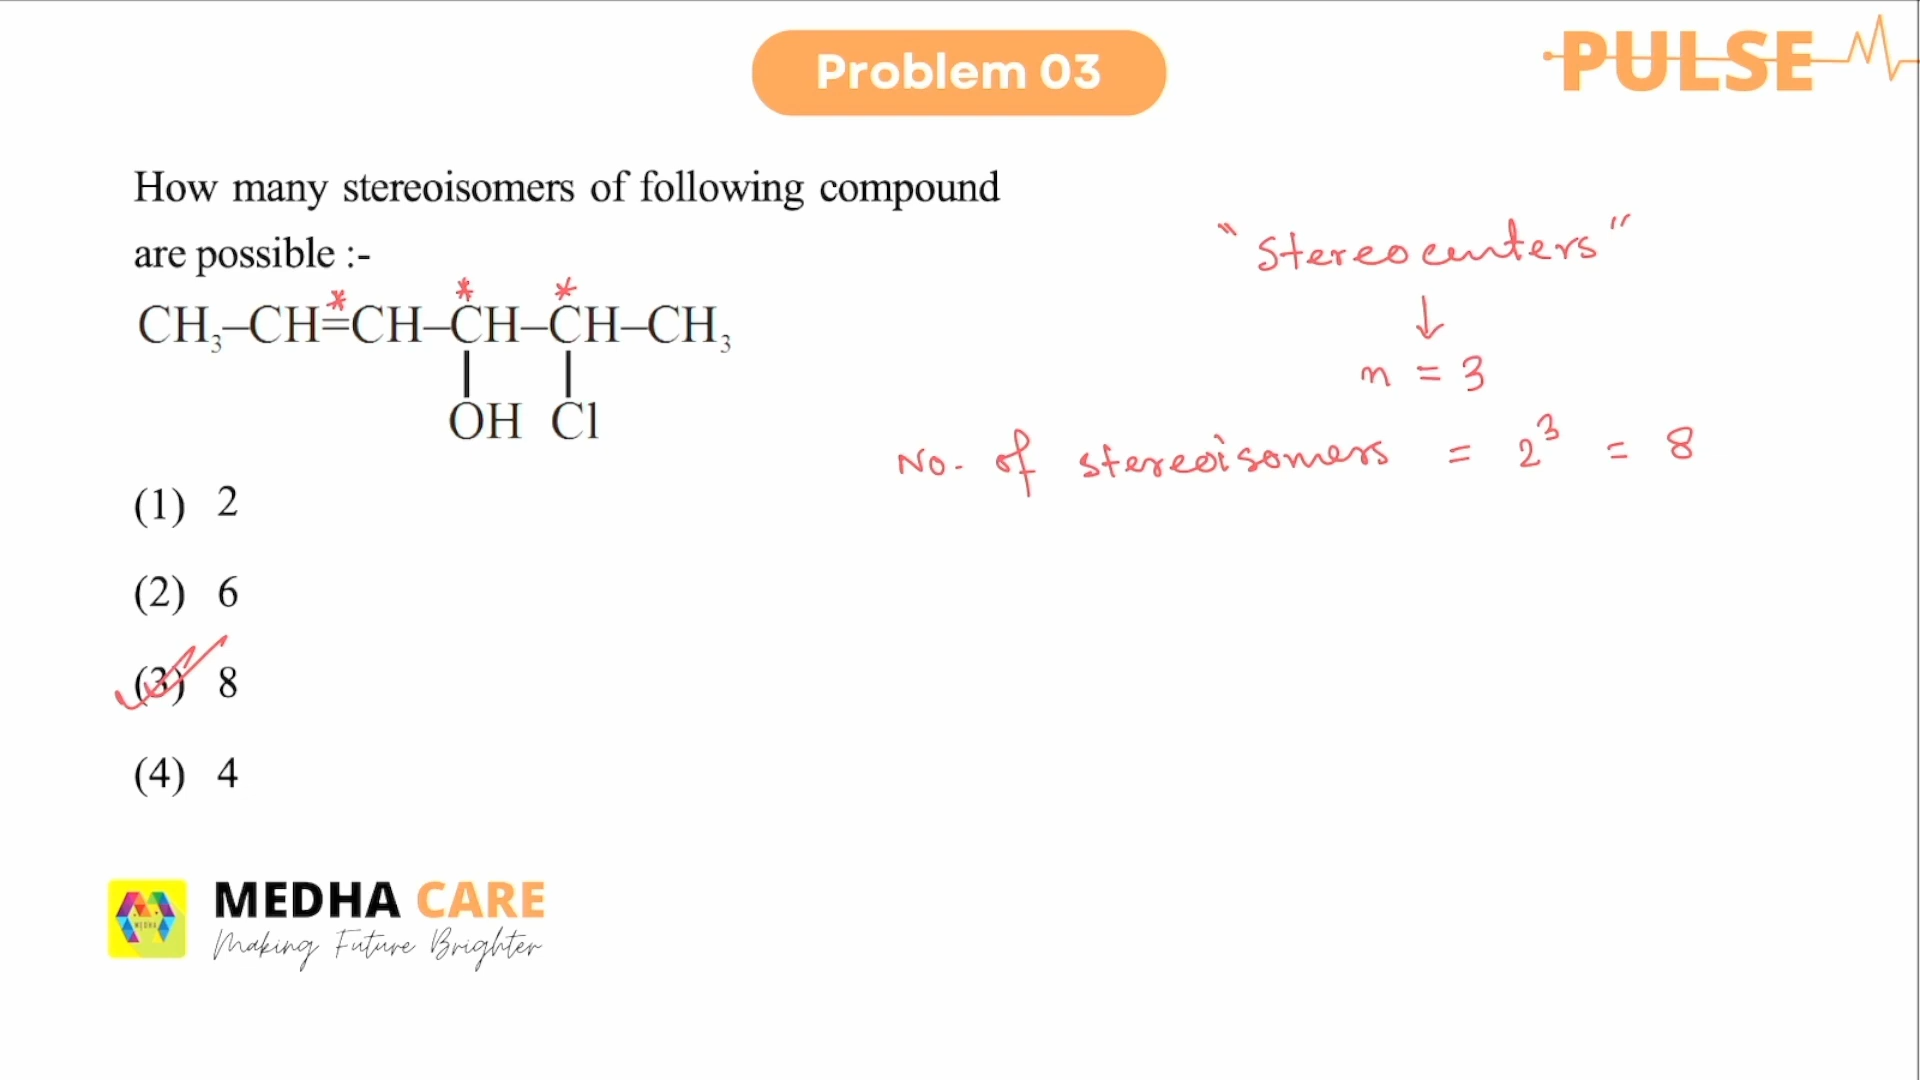 Problem 03
PULSE
How many stereoisomers of following compound
are possible :-
* * *
CH₃–CH=CH–CH–CH–CH₃
OH Cl
(1) 2
(2) 6
(3) 8
(4) 4
"Stereocenters"
↓
n = 3
No. of stereoisomers = 2³ = 8
MEDHA CARE
Making Future Brighter
MEDHA